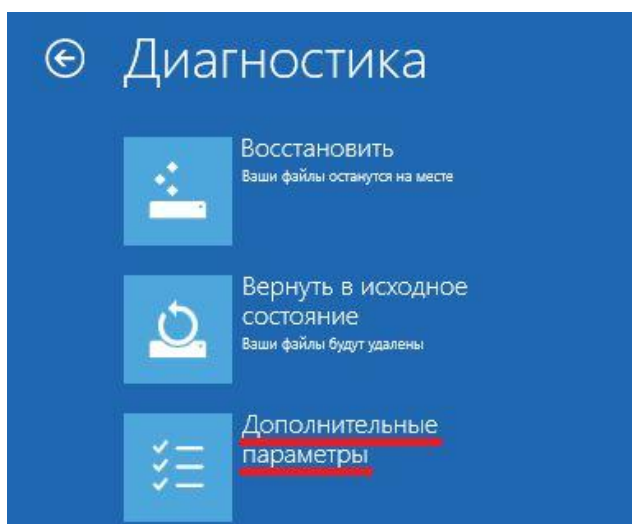 Диагностика
Восстановить
Ваши файлы останутся на месте
Вернуть в исходное
состояние
Ваши файлы будут удалены
Дополнительные
параметры